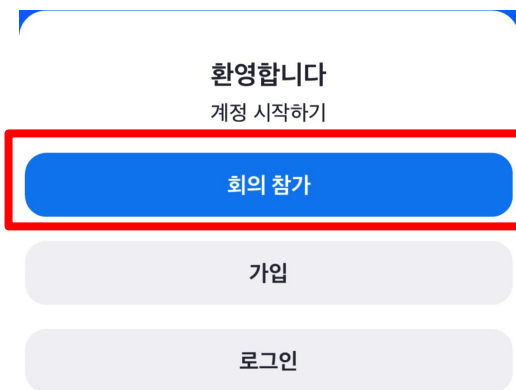 환영합니다
계정 시작하기
회의 참가
가입
로그인